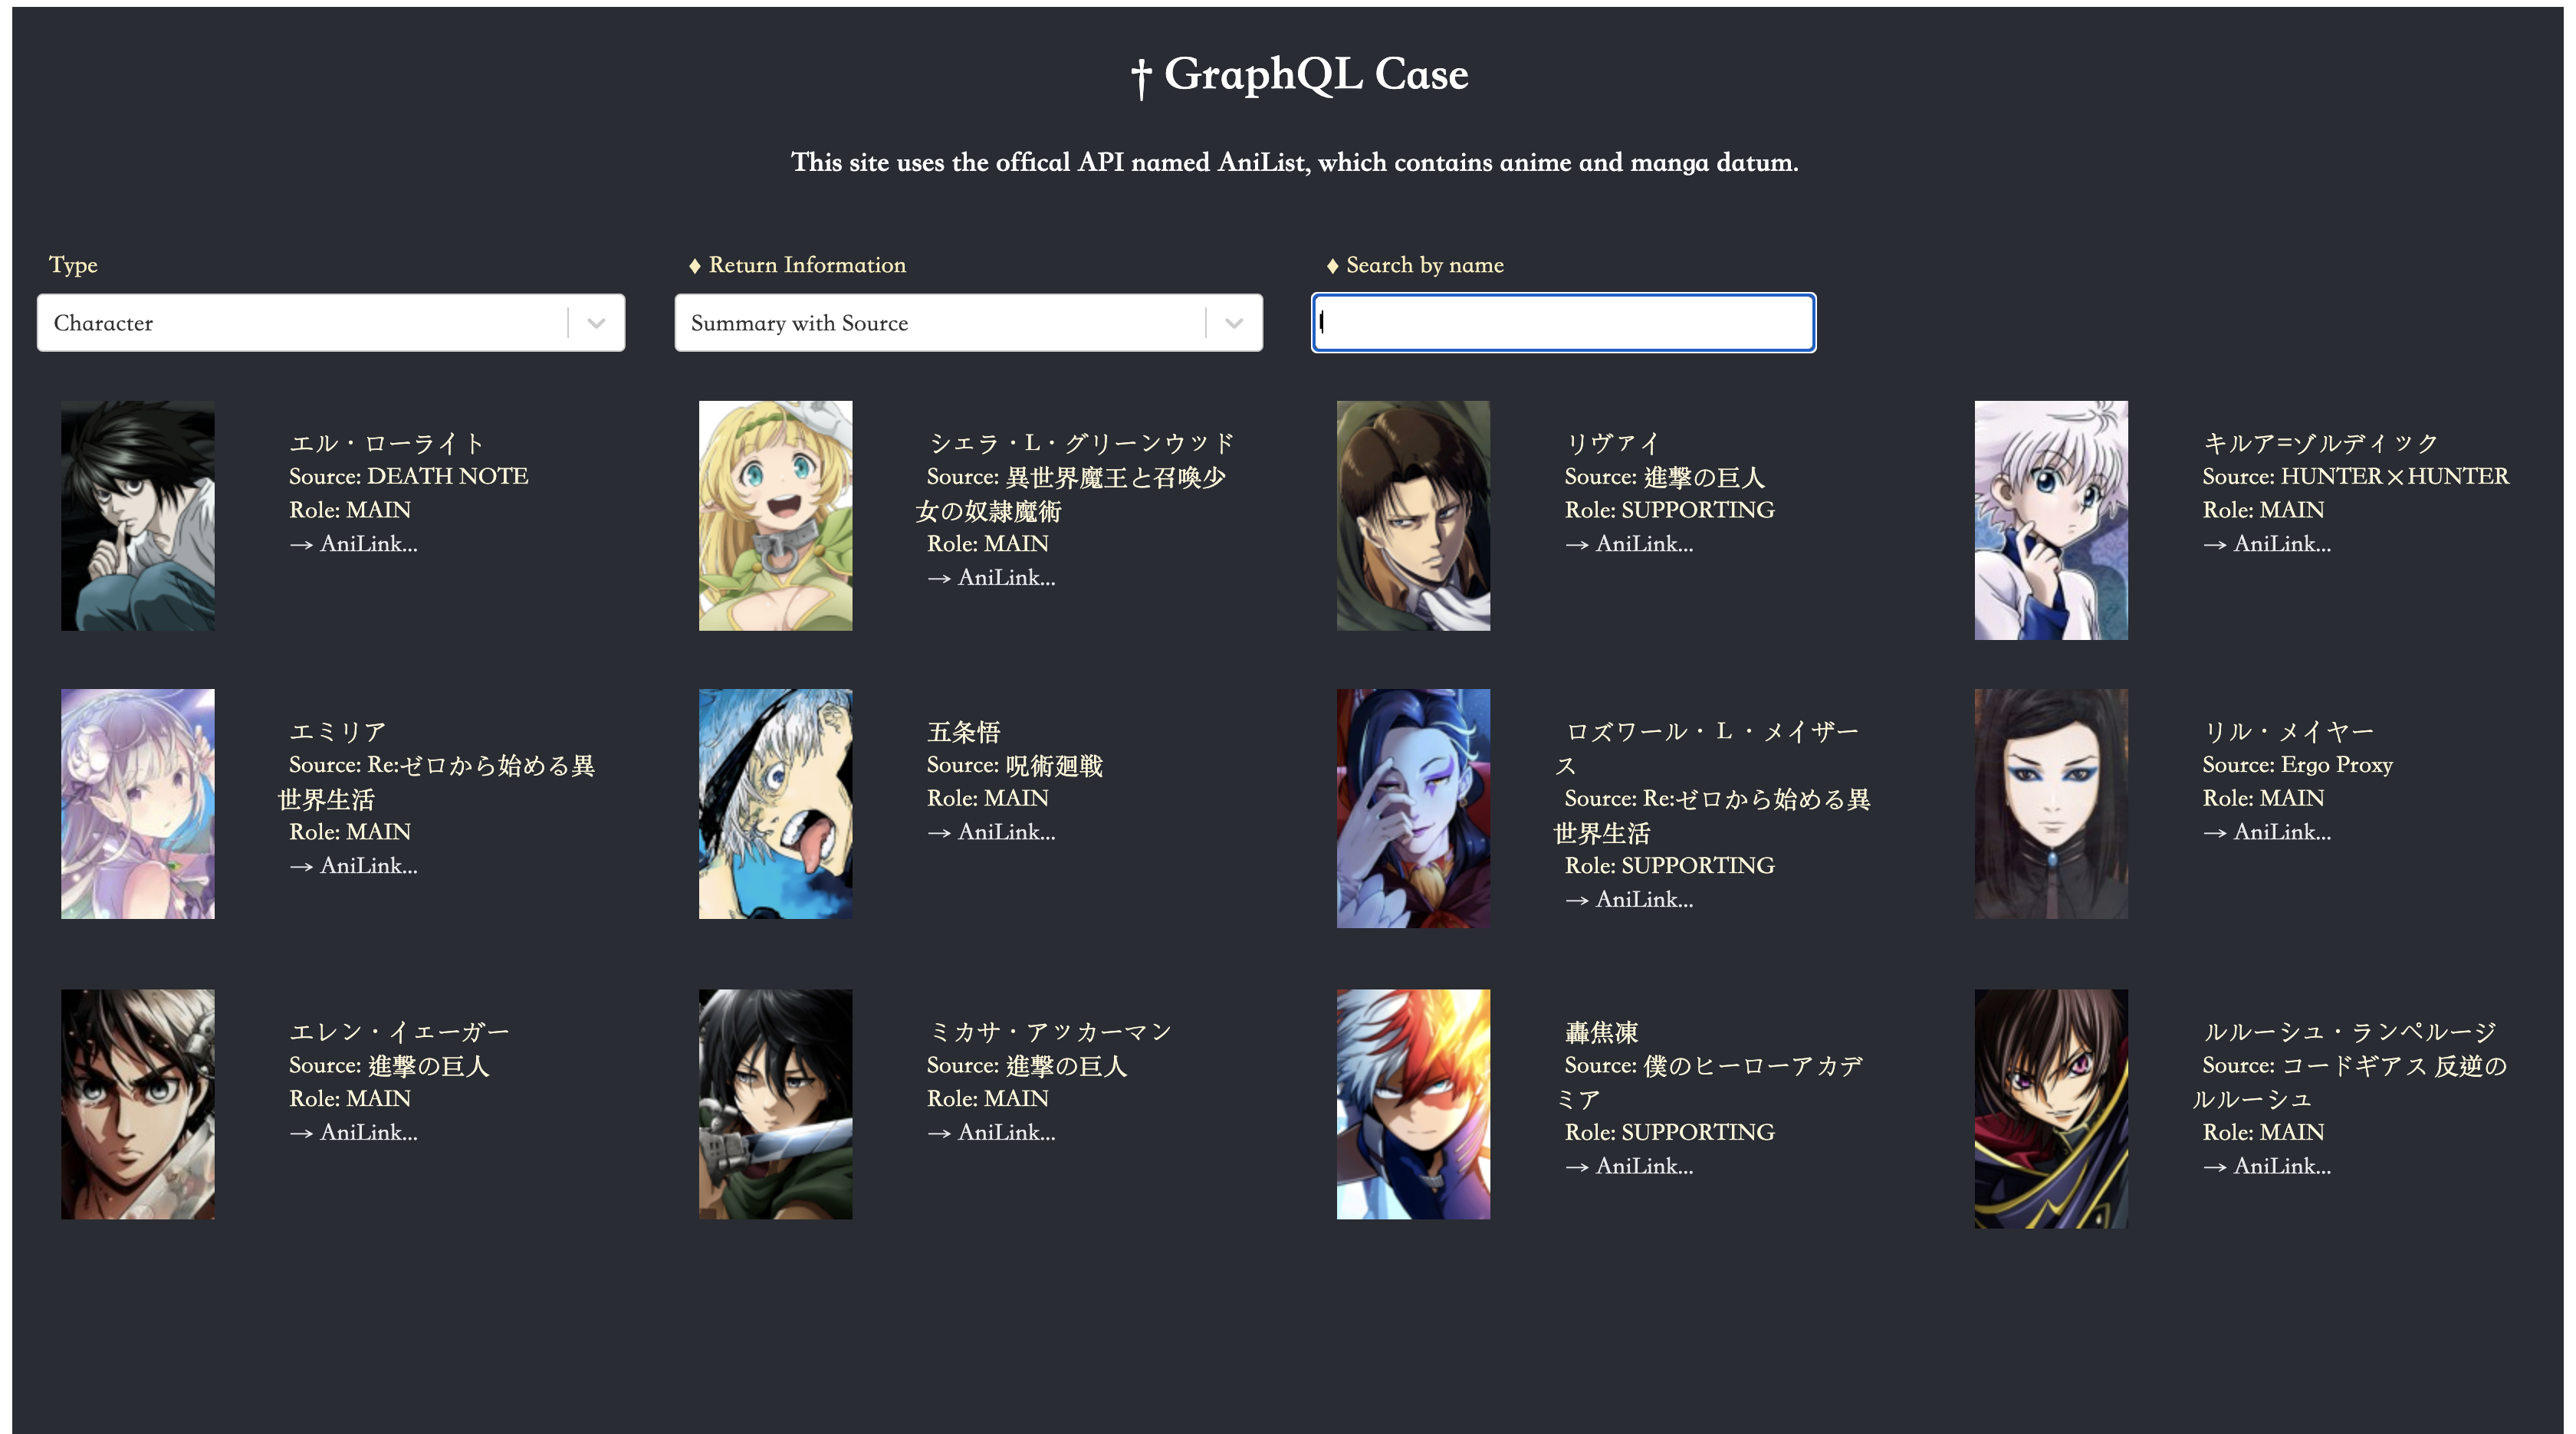 † GraphQL Case
This site uses the offical API named AniList, which contains anime and manga datum.
Type
♦ Return Information
♦ Search by name
Character
Summary with Source
l
エル・ローライト
Source: DEATH NOTE
Role: MAIN
→ AniLink...
シェラ・L・グリーンウッド
Source: 異世界魔王と召喚少
女の奴隷魔術
Role: MAIN
→ AniLink...
リヴァイ
Source: 進撃の巨人
Role: SUPPORTING
→ AniLink...
キルア=ゾルディック
Source: HUNTER×HUNTER
Role: MAIN
→ AniLink...
エミリア
Source: Re:ゼロから始める異
世界生活
Role: MAIN
→ AniLink...
五条悟
Source: 呪術廻戦
Role: MAIN
→ AniLink...
ロズワール・Ｌ・メイザー
ス
Source: Re:ゼロから始める異
世界生活
Role: SUPPORTING
→ AniLink...
リル・メイヤー
Source: Ergo Proxy
Role: MAIN
→ AniLink...
エレン・イェーガー
Source: 進撃の巨人
Role: MAIN
→ AniLink...
ミカサ・アッカーマン
Source: 進撃の巨人
Role: MAIN
→ AniLink...
轟焦凍
Source: 僕のヒーローアカデ
ミア
Role: SUPPORTING
→ AniLink...
ルルーシュ・ランペルージ
Source: コードギアス 反逆の
ルルーシュ
Role: MAIN
→ AniLink...